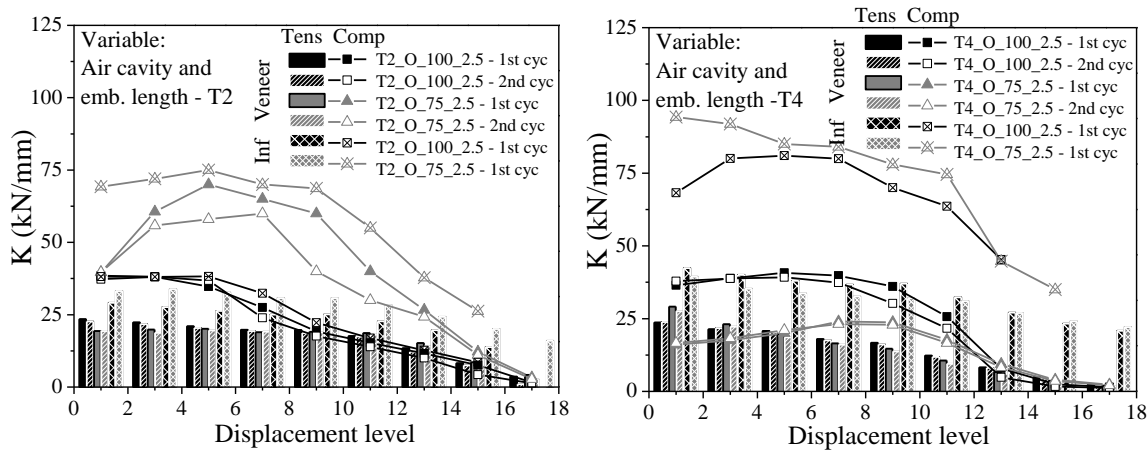 Variable:
Air cavity and
emb. length - T2
Tens Comp
Veneer
Inf
T2_O_100_2.5 - 1st cyc
T2_O_100_2.5 - 2nd cyc
T2_O_75_2.5 - 1st cyc
T2_O_75_2.5 - 2nd cyc
T2_O_100_2.5 - 1st cyc
T2_O_75_2.5 - 1st cyc
K (kN/mm)
125
100
75
50
25
0
0 2 4 6 8 10 12 14 16 18
Displacement level
Variable:
Air cavity and
emb. length -T4
Tens Comp
Veneer
Inf
T4_O_100_2.5 - 1st cyc
T4_O_100_2.5 - 2nd cyc
T4_O_75_2.5 - 1st cyc
T4_O_75_2.5 - 2nd cyc
T4_O_100_2.5 - 1st cyc
T4_O_75_2.5 - 1st cyc
K (kN/mm)
125
100
75
50
25
0
0 2 4 6 8 10 12 14 16 18
Displacement level